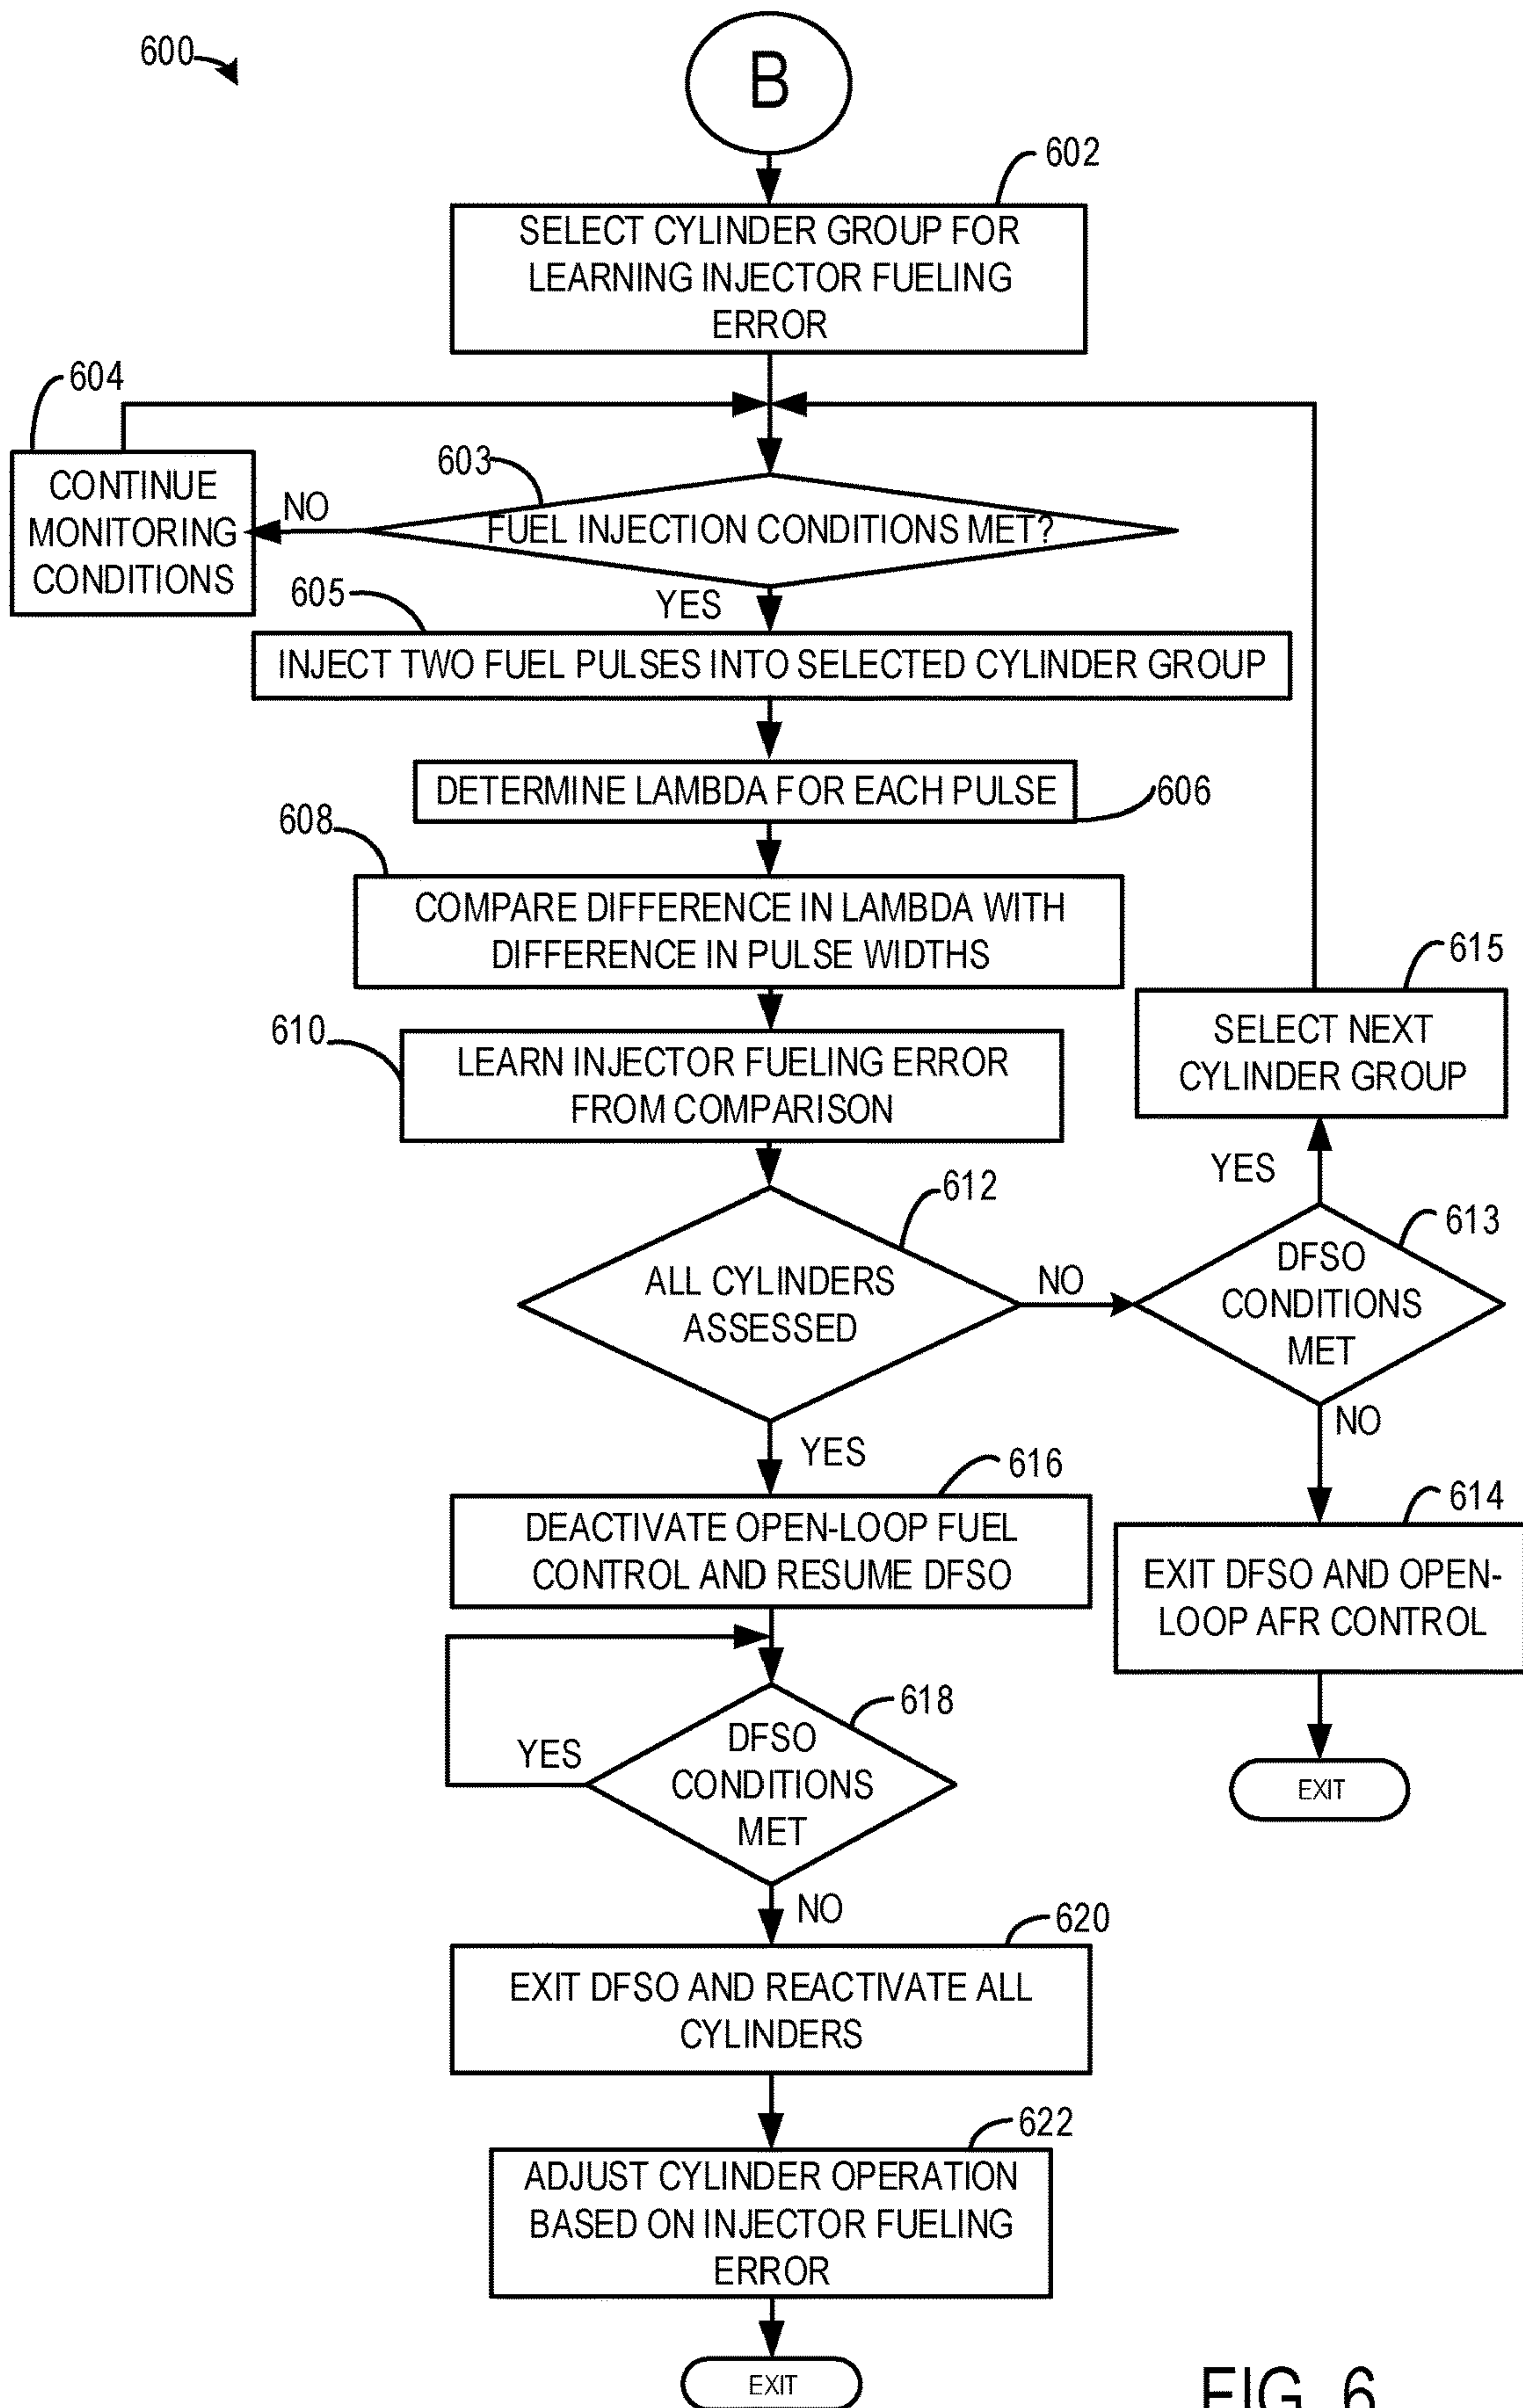 600
B
602
SELECT CYLINDER GROUP FOR
LEARNING INJECTOR FUELING
ERROR
604
CONTINUE
MONITORING
CONDITIONS
NO
603
FUEL INJECTION CONDITIONS MET?
YES
605
INJECT TWO FUEL PULSES INTO SELECTED CYLINDER GROUP
DETERMINE LAMBDA FOR EACH PULSE
606
608
COMPARE DIFFERENCE IN LAMBDA WITH
DIFFERENCE IN PULSE WIDTHS
610
LEARN INJECTOR FUELING ERROR
FROM COMPARISON
615
SELECT NEXT
CYLINDER GROUP
YES
612
ALL CYLINDERS
ASSESSED
NO
613
DFSO
CONDITIONS
MET
NO
YES
616
DEACTIVATE OPEN-LOOP FUEL
CONTROL AND RESUME DFSO
614
EXIT DFSO AND OPEN-
LOOP AFR CONTROL
EXIT
618
DFSO
CONDITIONS
MET
YES
NO
620
EXIT DFSO AND REACTIVATE ALL
CYLINDERS
622
ADJUST CYLINDER OPERATION
BASED ON INJECTOR FUELING
ERROR
EXIT
FIG. 6